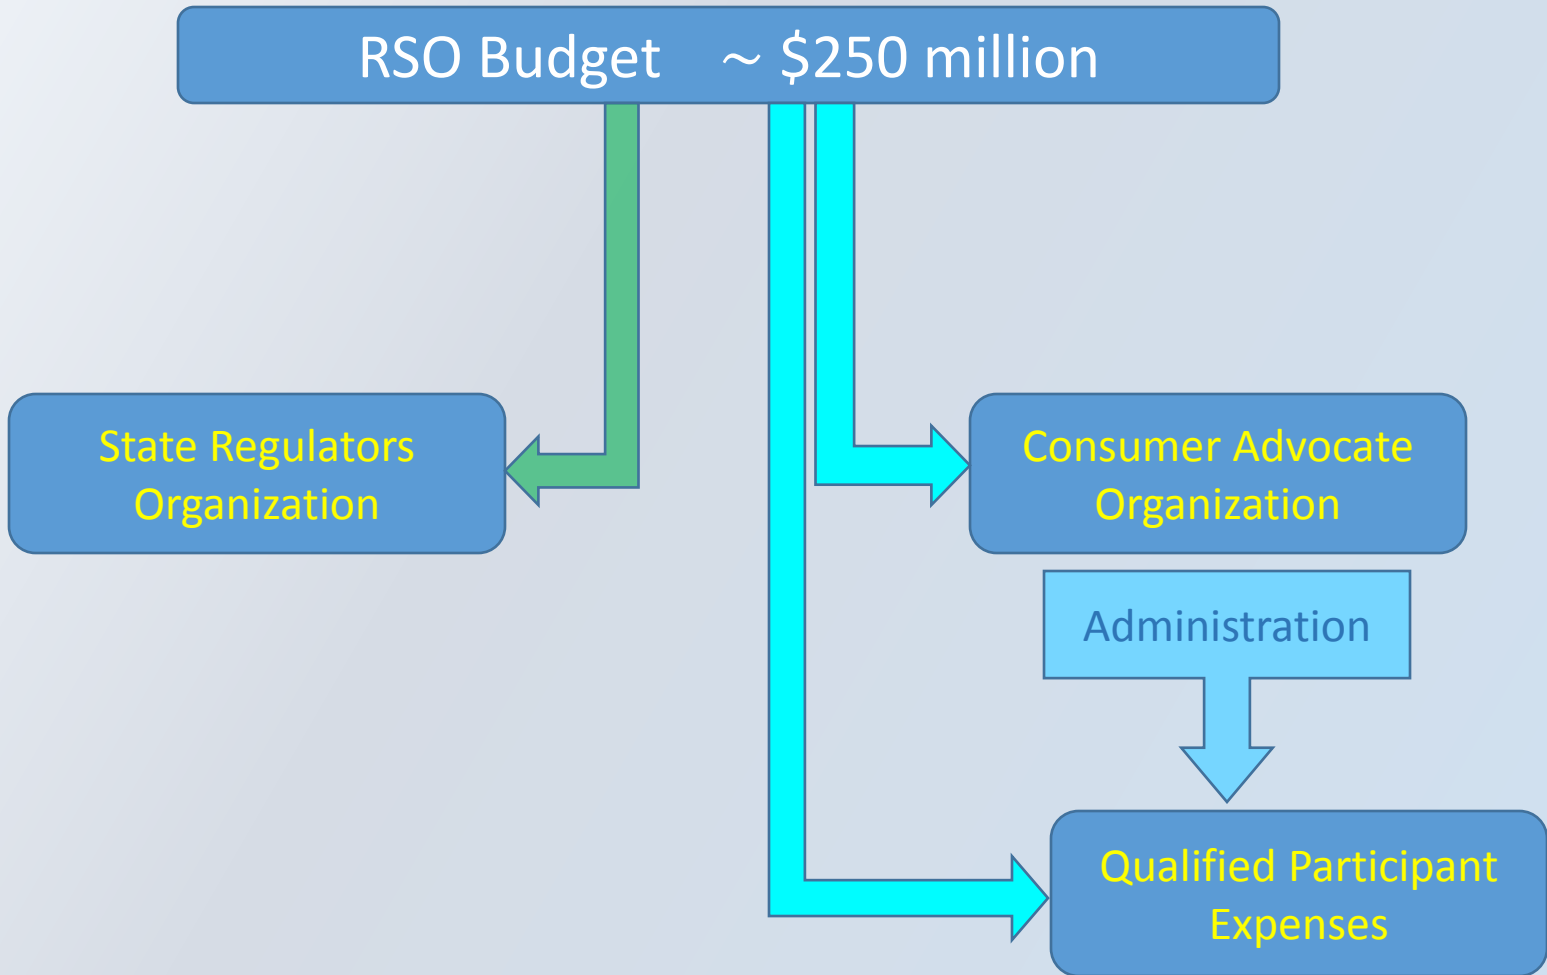 RSO Budget ~ $250 million
State Regulators
Organization
Consumer Advocate
Organization
Administration
Qualified Participant
Expenses